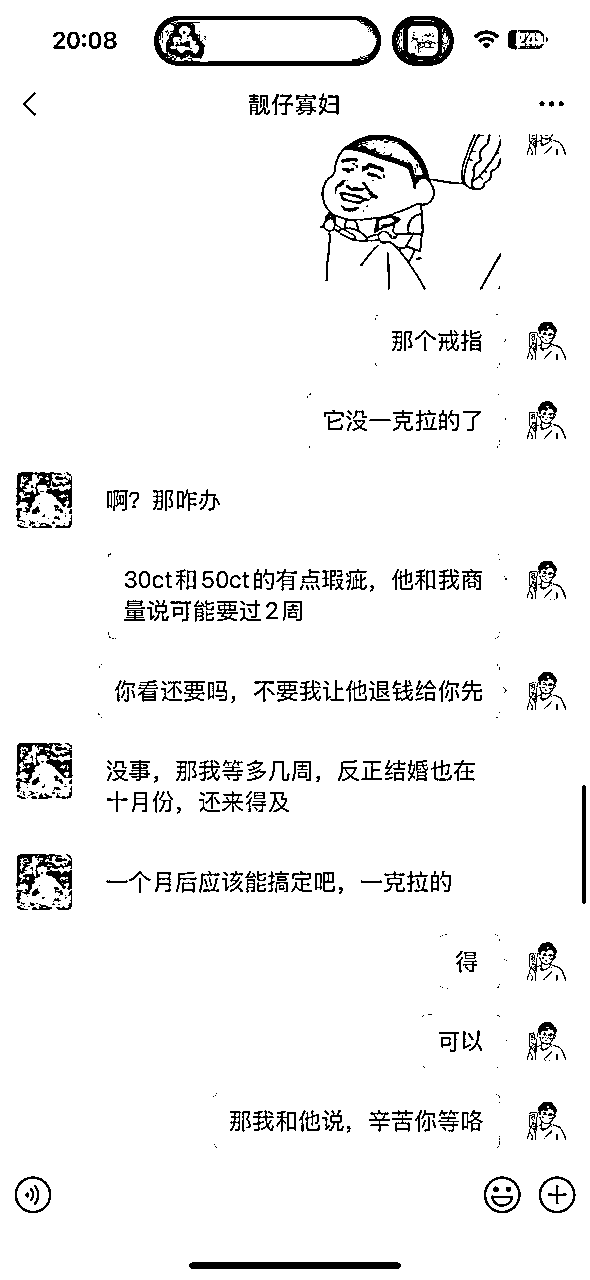 20:08
靓仔寡妇
那个戒指
它没一克拉的了
啊？那咋办
30ct和50ct的有点瑕疵，他和我商
量说可能要过2周
你看还要吗，不要我让他退钱给你先
没事，那我等多几周，反正结婚也在
十月份，还来得及
一个月后应该能搞定吧，一克拉的
得
可以
那我和他说，辛苦你等咯